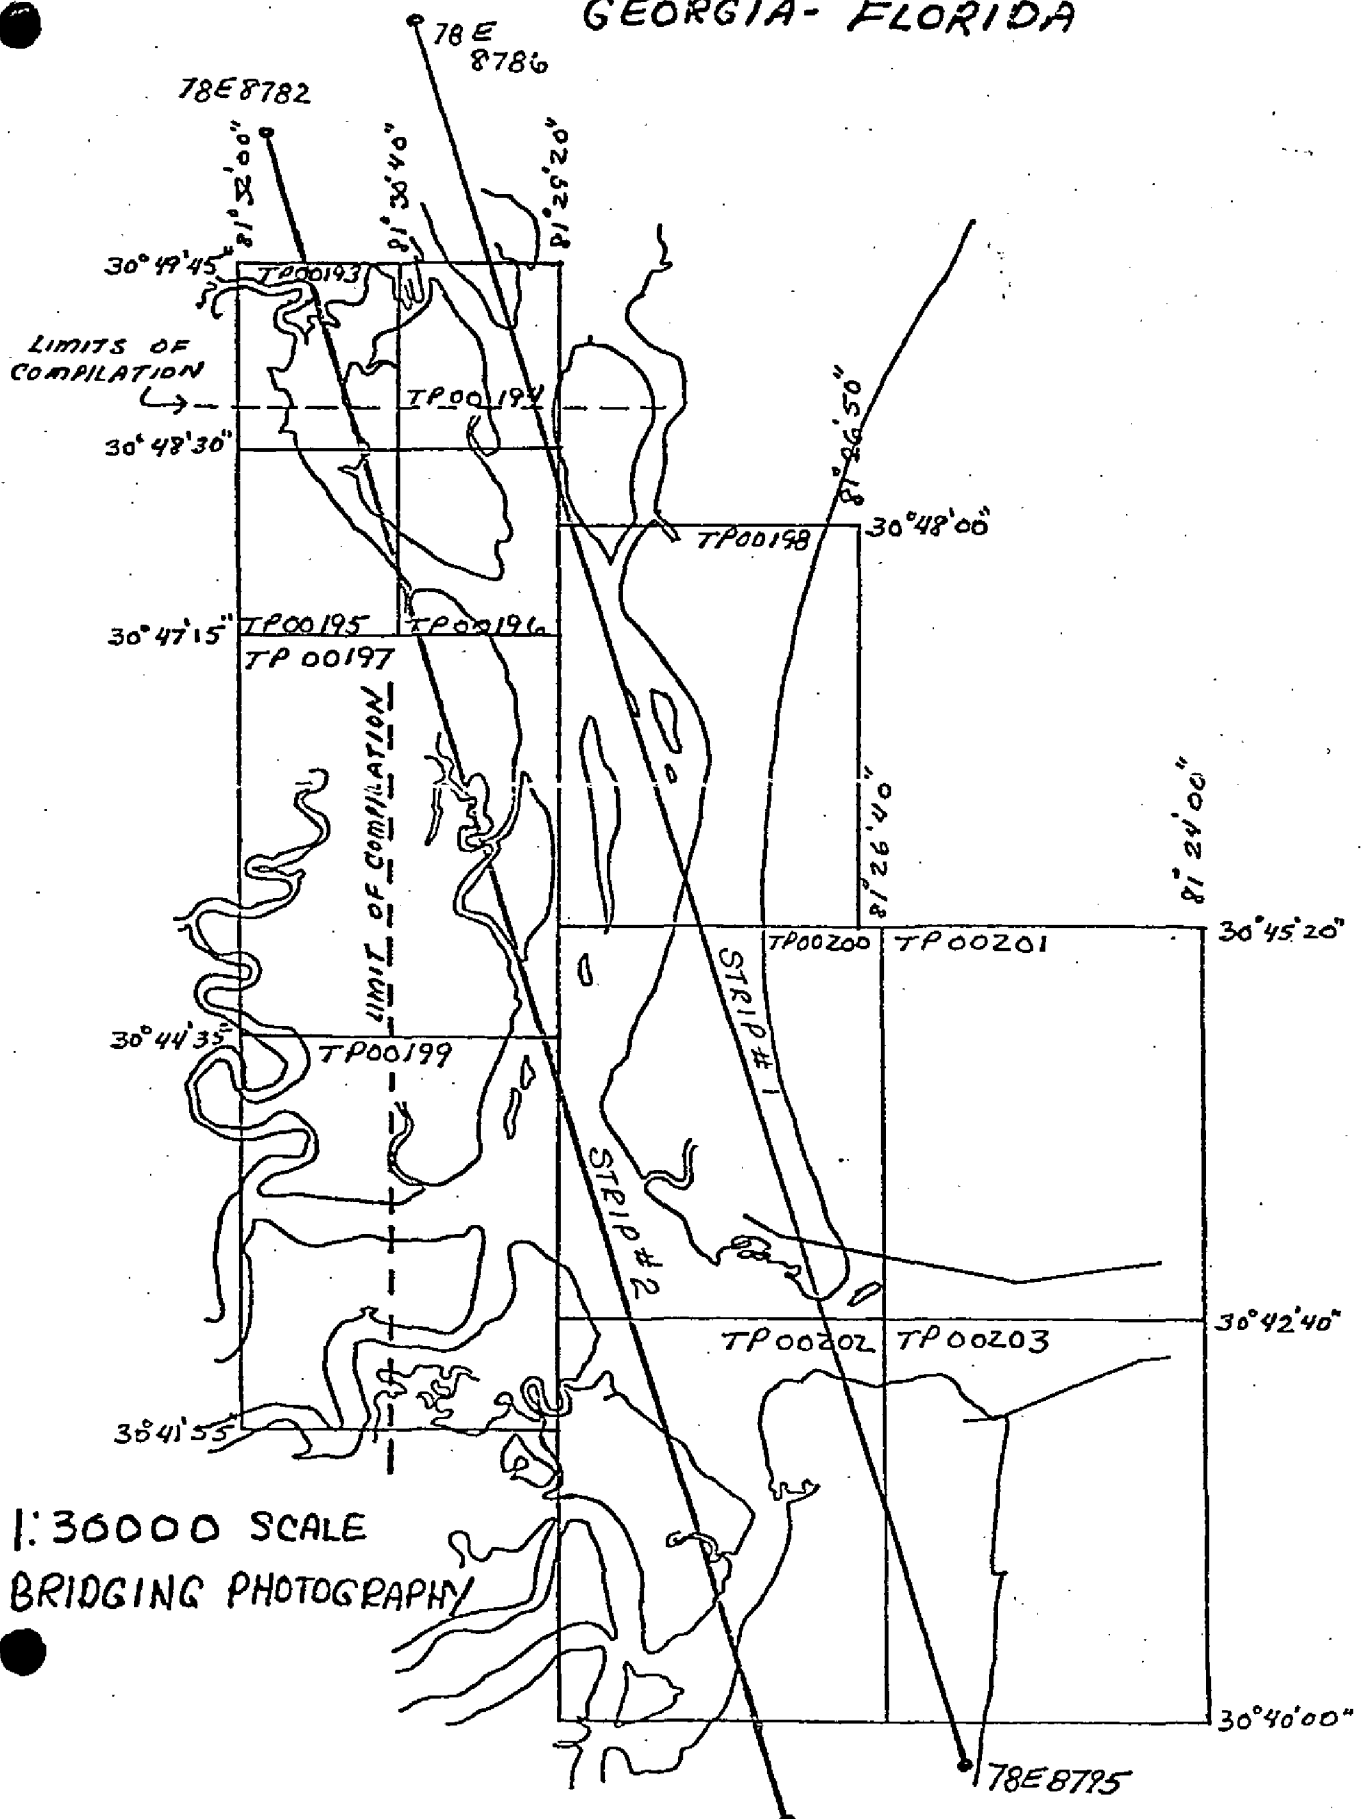 GEORGIA- FLORIDA
78E
8786
78E8782
81°32'00"
81°30'40"
81°29'20"
30°49'45"
TP00193
LIMITS OF
COMPILATION
TP00194
81°26'50"
30°48'30"
TP00198
30°48'00"
30°47'15"
TP00195
TP00196
TP00197
LIMIT OF COMPILATION
81°26'40"
81°24'00"
TP00200
TP00201
30°45'20"
STRIP #1
30°44'35"
TP00199
STRIP #2
TP00202
TP00203
30°42'40"
30°41'55"
1:30000 SCALE
BRIDGING PHOTOGRAPHY
30°40'00"
78E8795